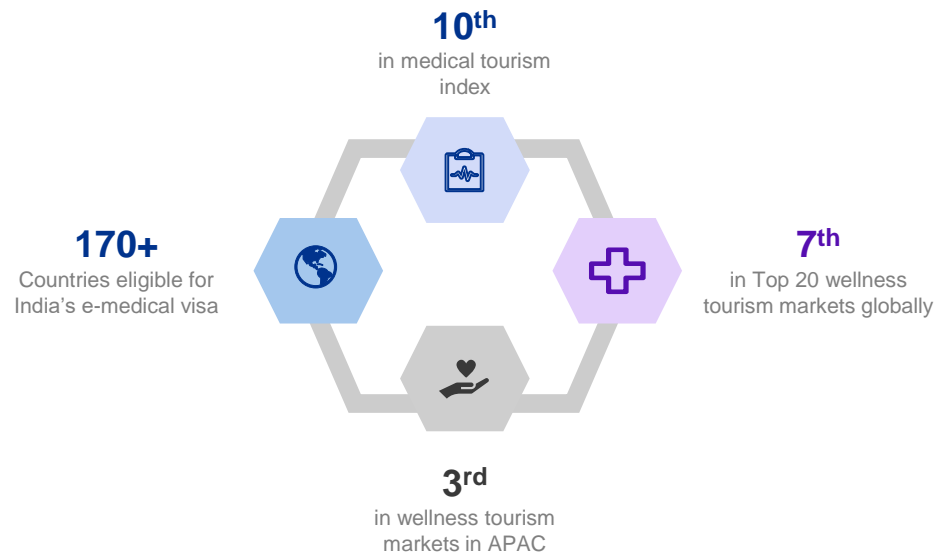 10th
in medical tourism
index
170+
Countries eligible for
India's e-medical visa
7th
in Top 20 wellness
tourism markets globally
3rd
in wellness tourism
markets in APAC